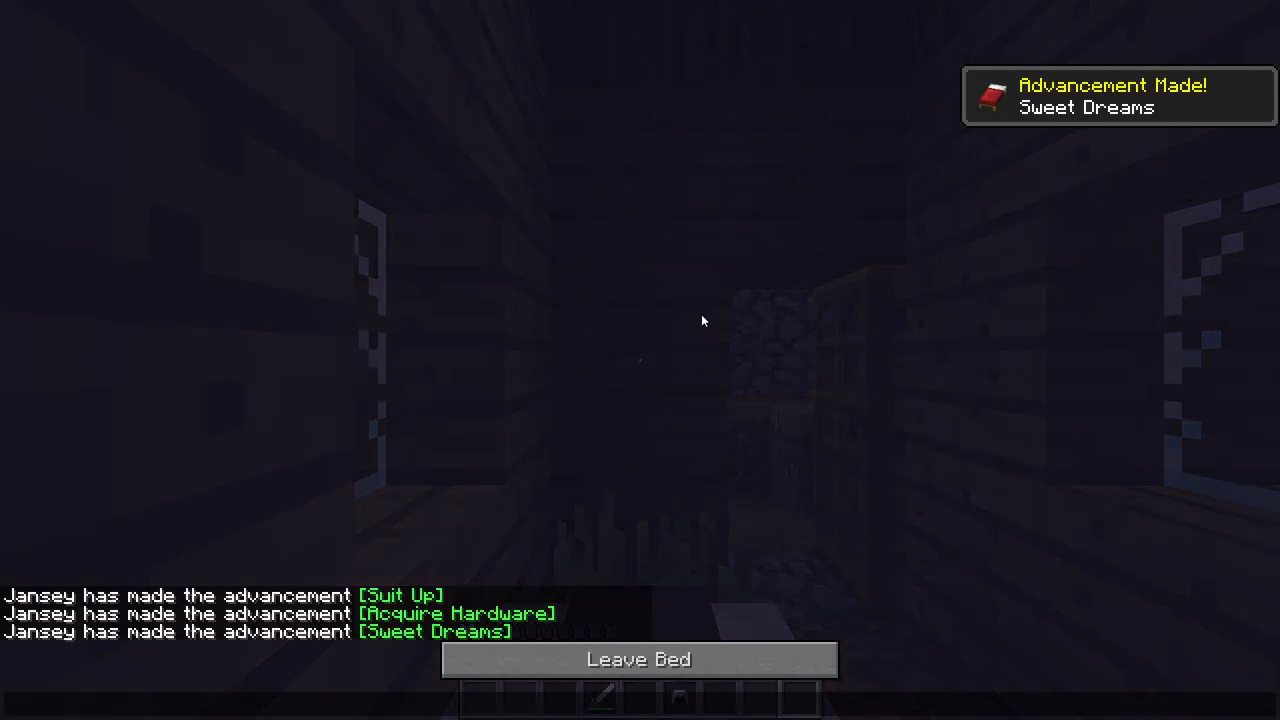 Advancement Made!
Sweet Dreams
Jansey has made the advancement [Suit Up]
Jansey has made the advancement [Acquire Hardware]
Jansey has made the advancement [Sweet Dreams]
Leave Bed